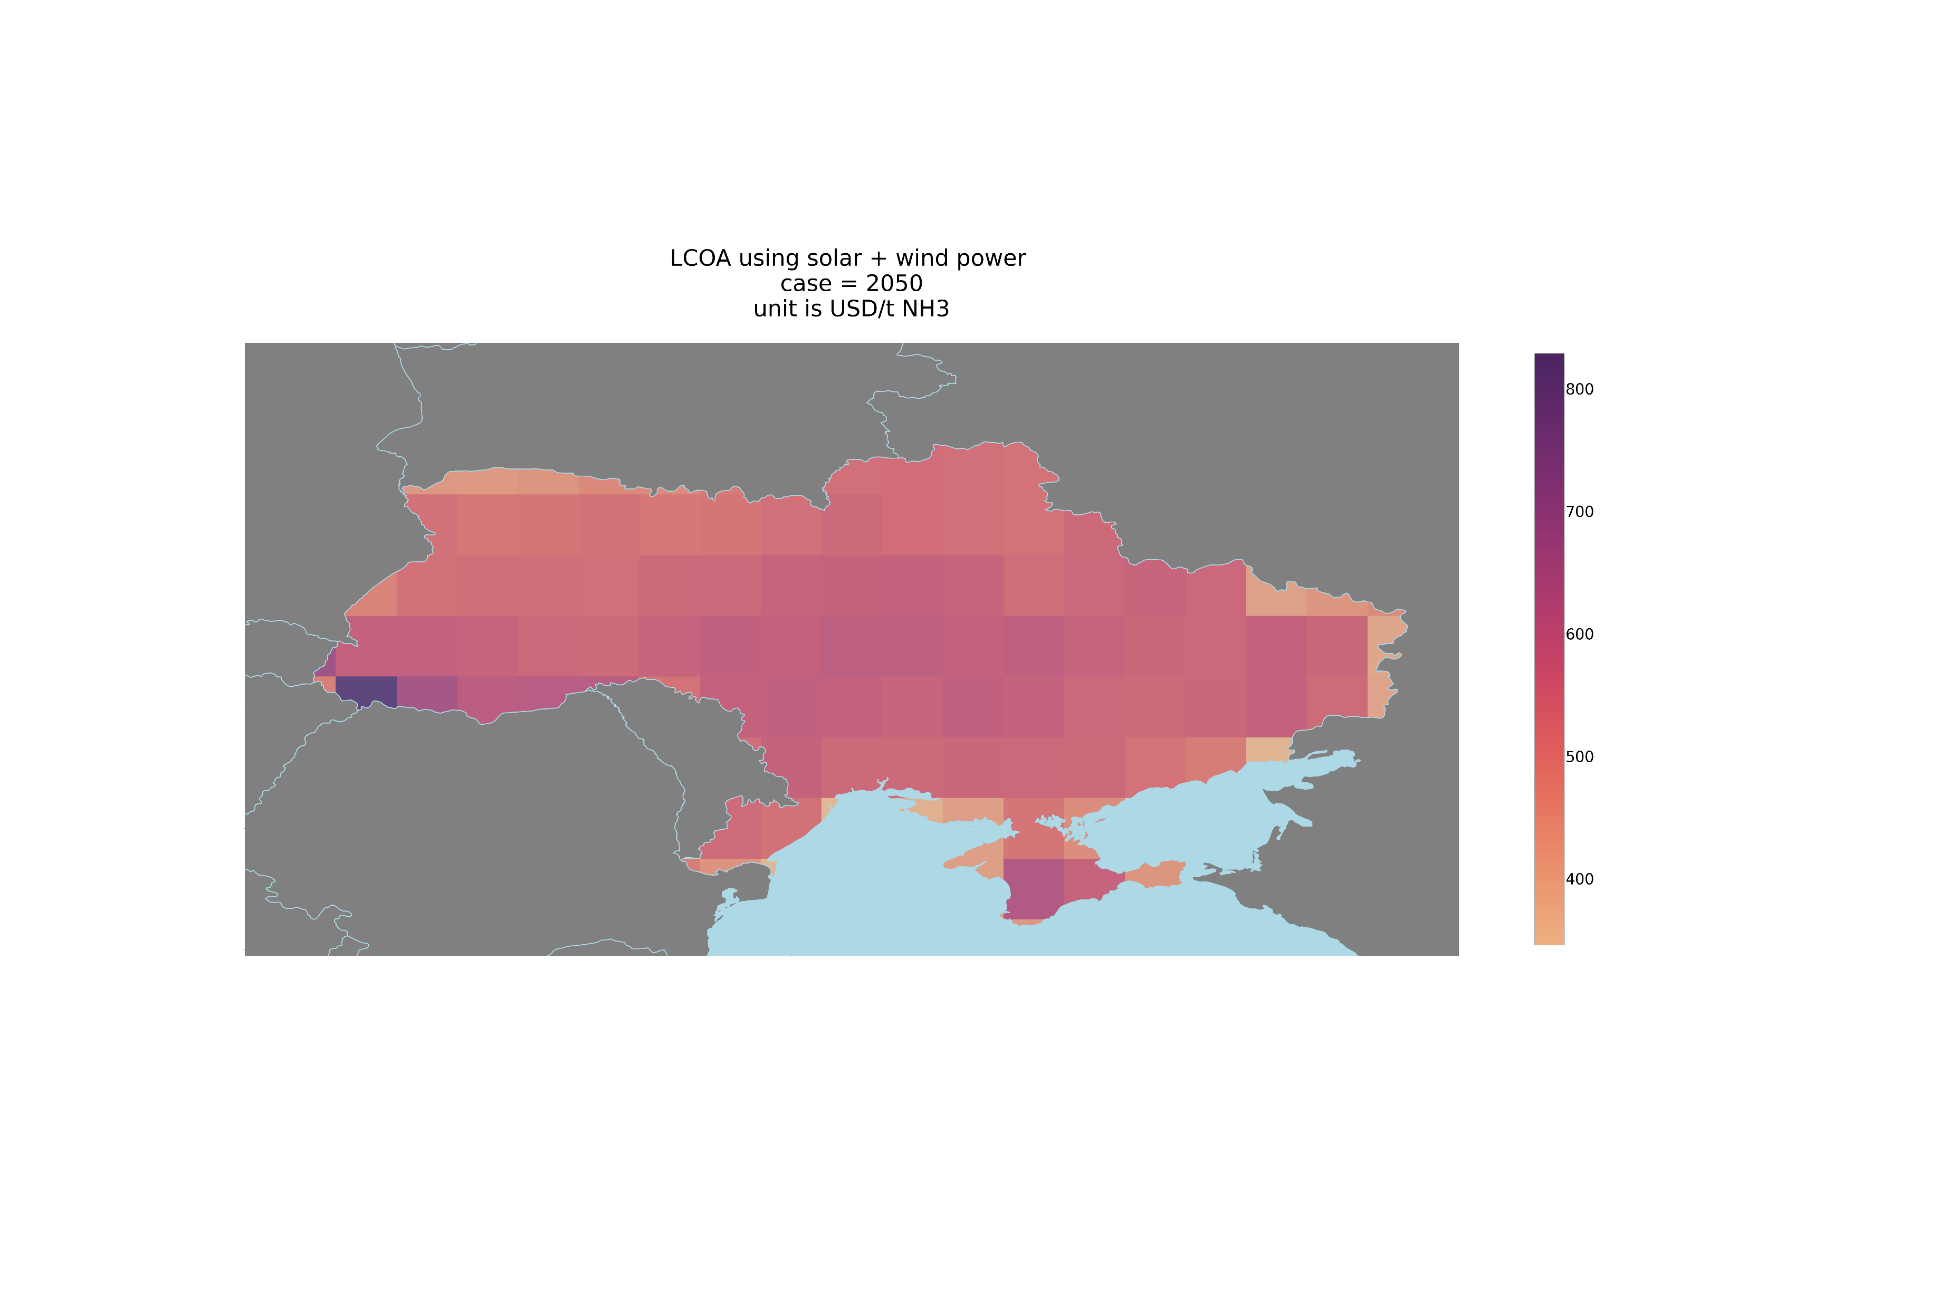 LCOA using solar + wind power
case = 2050
unit is USD/t NH3
800
700
600
500
400